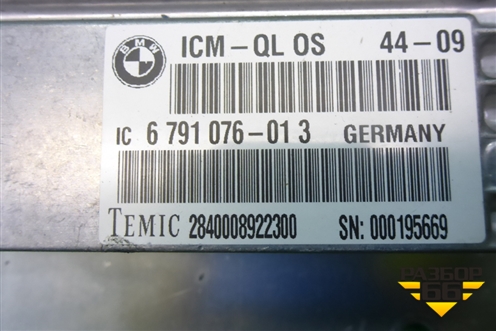 BMW ICM-QL OS 44-09
IC 6 791 076-01 3 GERMANY
TEMIC 2840008922300 SN: 000195669
РАЗБОР
66